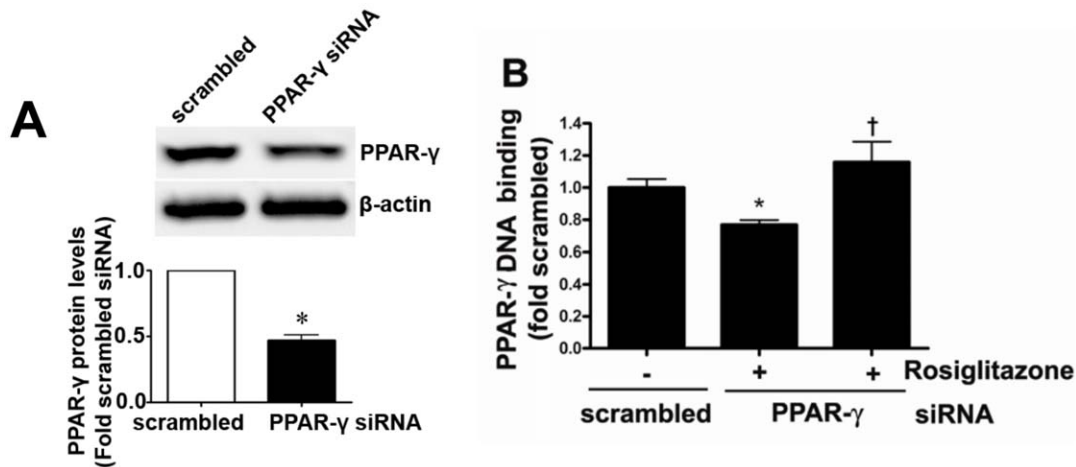 A
scrambled
PPAR-γ siRNA
PPAR-γ
β-actin
PPAR-γ protein levels
(Fold scrambled siRNA)
1.0
0.5
0.0
*
scrambled
PPAR-γ siRNA
B
PPAR-γ DNA binding
(fold scrambled)
1.4
1.2
1.0
0.8
0.6
0.4
0.2
0.0
*
†
- + + Rosiglitazone
scrambled PPAR-γ siRNA